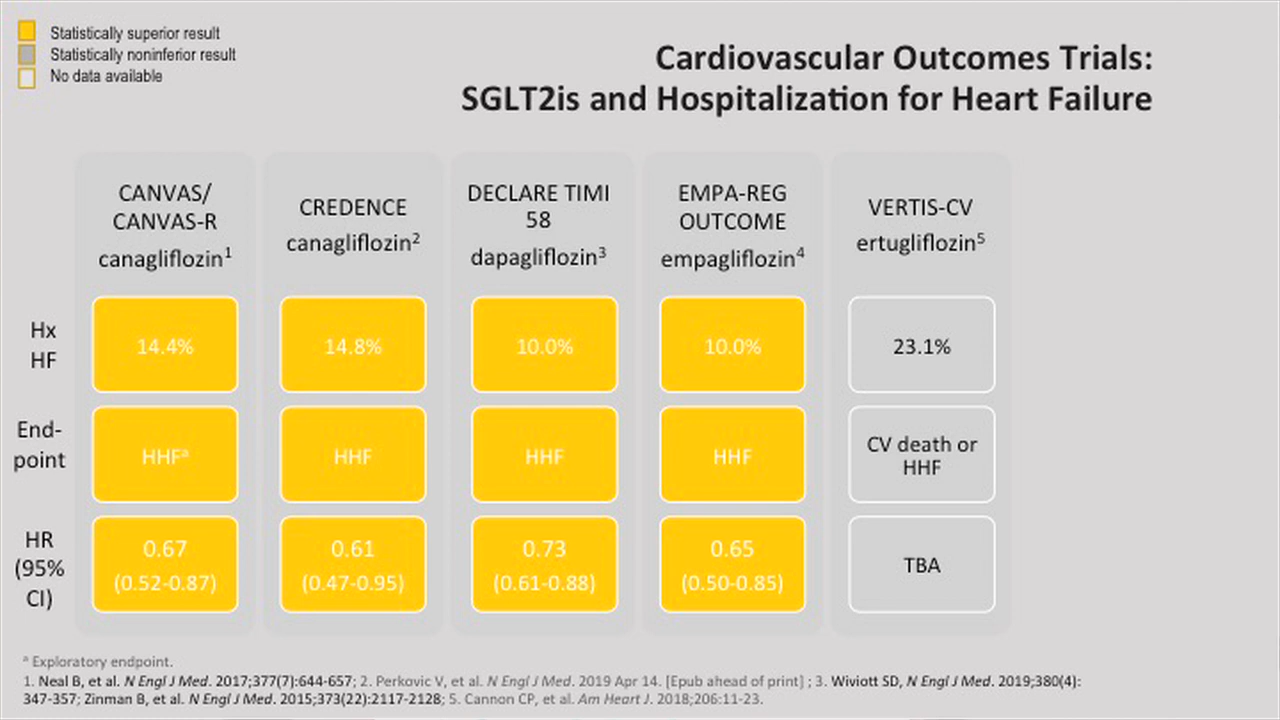 Statistically superior result
Statistically noninferior result
No data available
Cardiovascular Outcomes Trials:
SGLT2is and Hospitalization for Heart Failure
CANVAS/
CANVAS-R
canagliflozin1
CREDENCE
canagliflozin2
DECLARE TIMI
58
dapagliflozin3
EMPA-REG
OUTCOME
empagliflozin4
VERTIS-CV
ertugliflozin5
Hx
HF
14.4%
14.8%
10.0%
10.0%
23.1%
End-
point
HHFa
HHF
HHF
HHF
CV death or
HHF
HR
(95%
CI)
0.67
(0.52-0.87)
0.61
(0.47-0.95)
0.73
(0.61-0.88)
0.65
(0.50-0.85)
TBA
a Exploratory endpoint.
1. Neal B, et al. N Engl J Med. 2017;377(7):644-657; 2. Perkovic V, et al. N Engl J Med. 2019 Apr 14. [Epub ahead of print] ; 3. Wiviott SD, N Engl J Med. 2019;380(4):
347-357; Zinman B, et al. N Engl J Med. 2015;373(22):2117-2128; 5. Cannon CP, et al. Am Heart J. 2018;206:11-23.